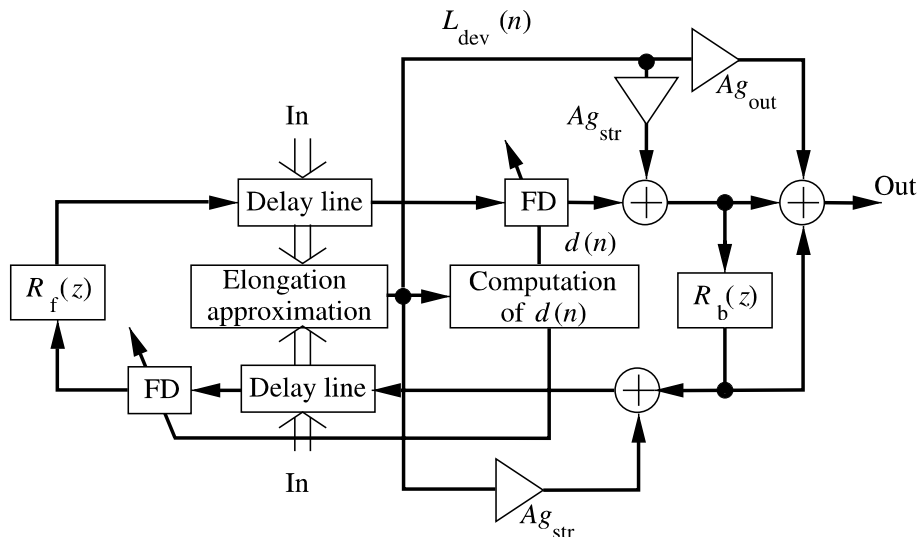 L_dev (n)
Ag_out
In
Ag_str
Delay line
FD
Out
d(n)
R_f (z)
Elongation
approximation
Computation
of d(n)
R_b (z)
FD
Delay line
In
Ag_str